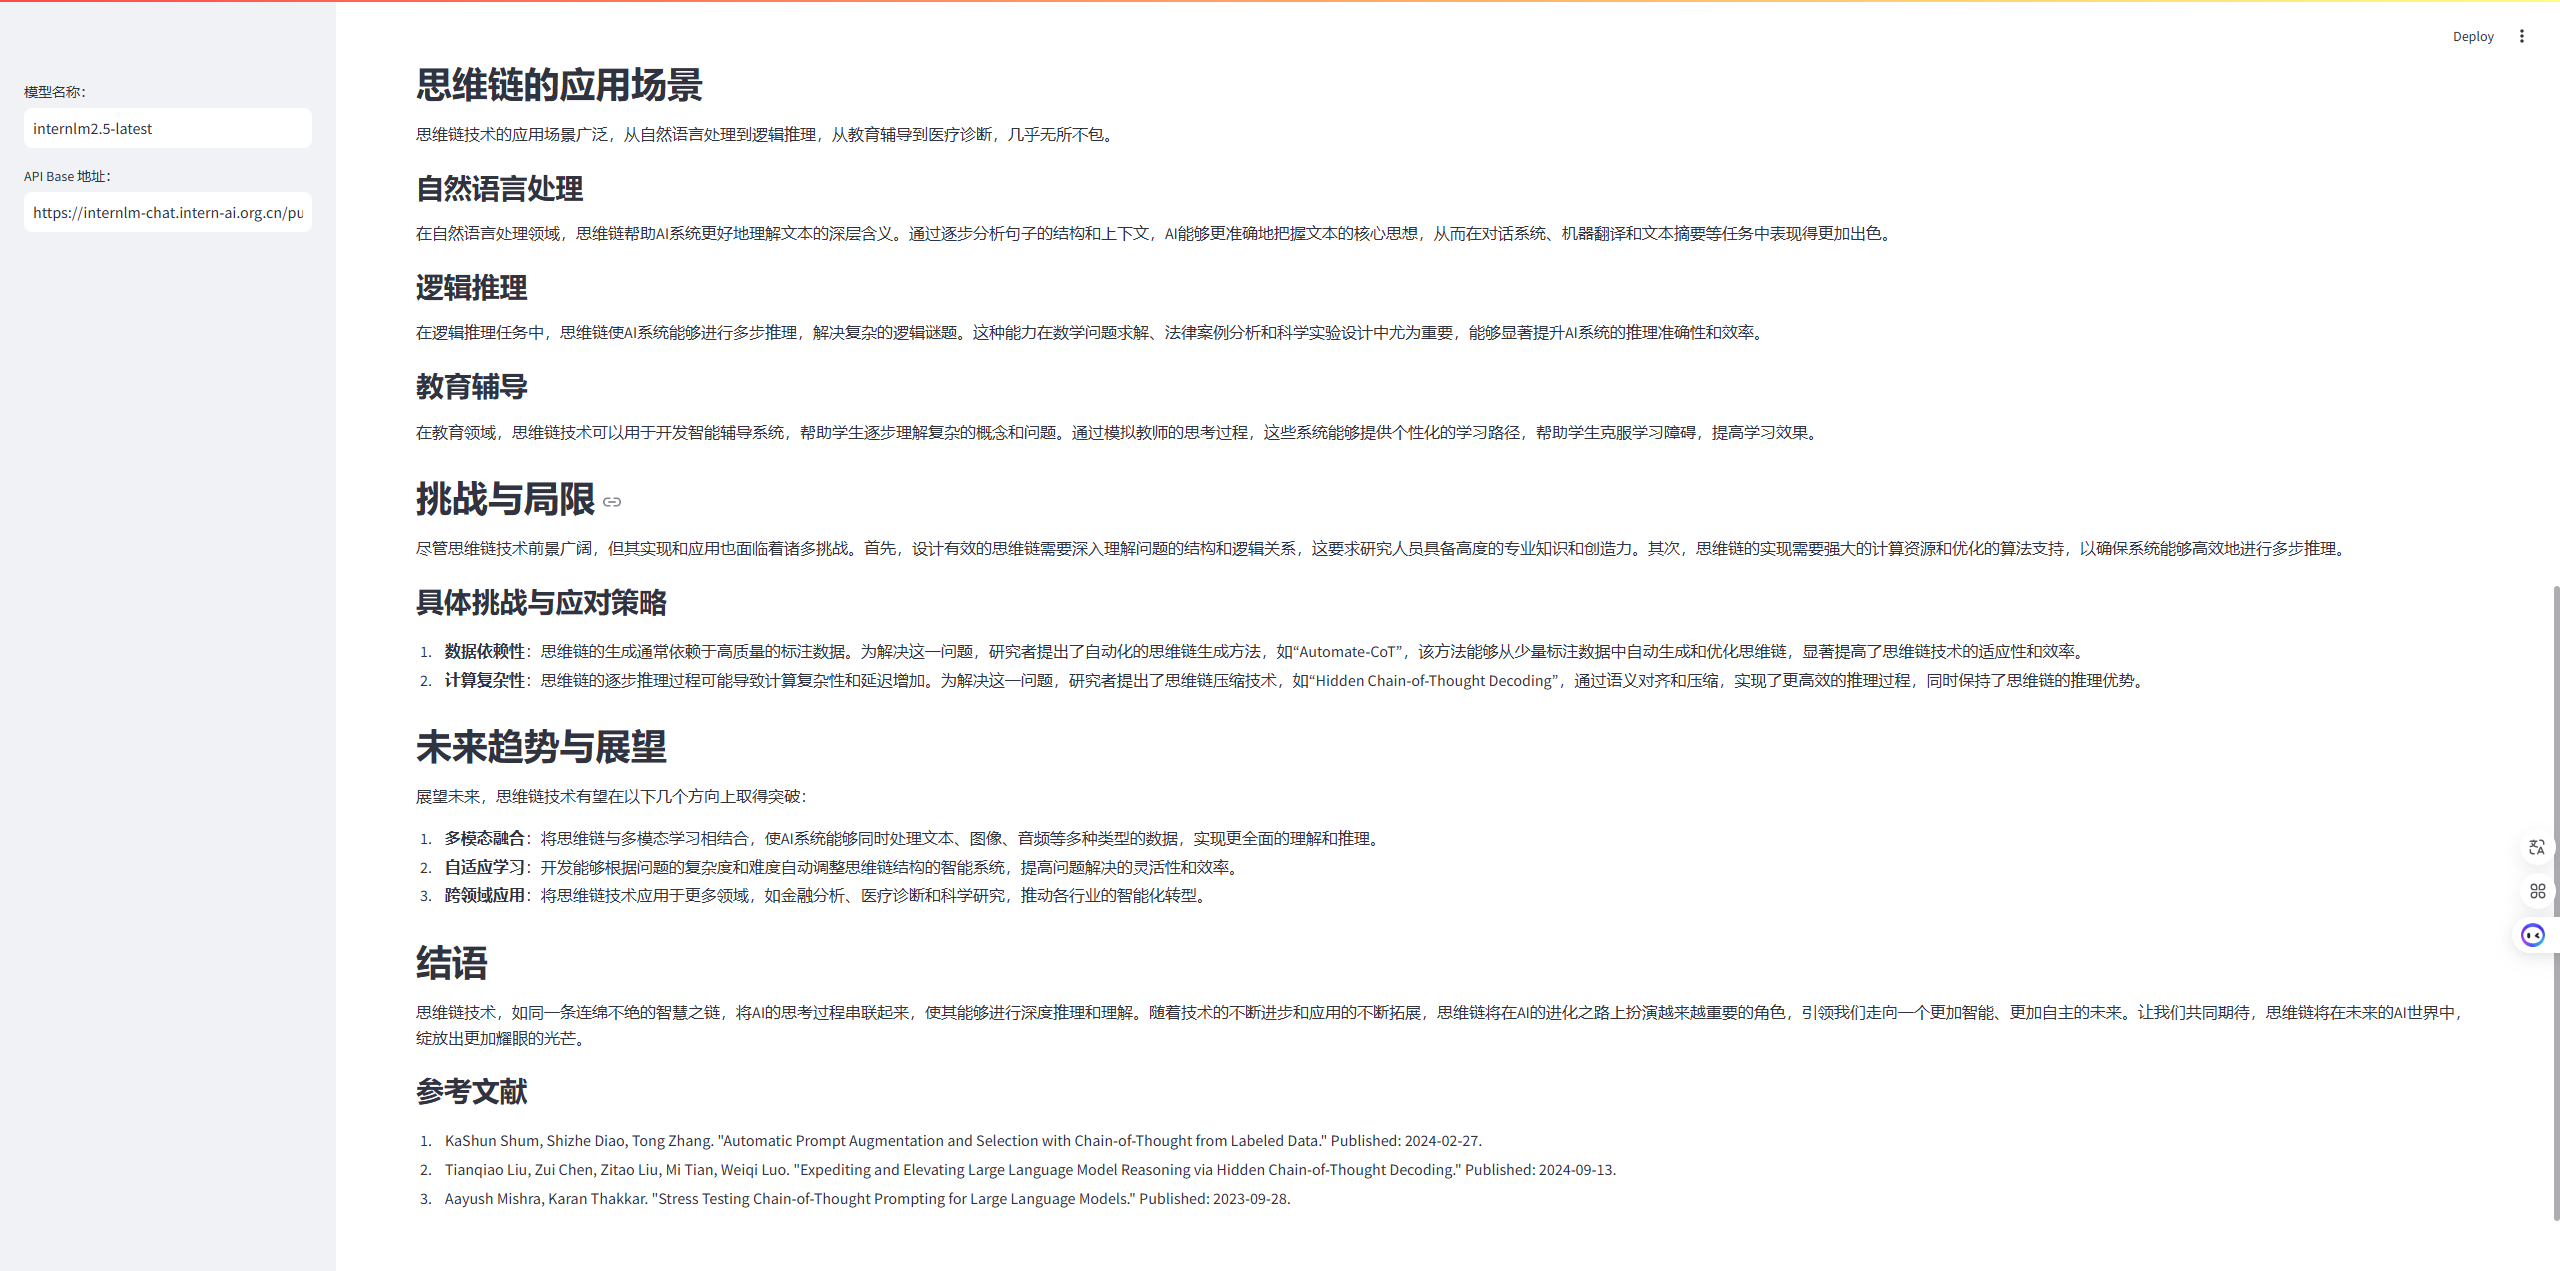 Deploy
模型名称：
internlm2.5-latest
API Base 地址：
https://internlm-chat.intern-ai.org.cn/pu
思维链的应用场景
思维链技术的应用场景广泛，从自然语言处理到逻辑推理，从教育辅导到医疗诊断，几乎无所不包。
自然语言处理
在自然语言处理领域，思维链帮助AI系统更好地理解文本的深层含义。通过逐步分析句子的结构和上下文，AI能够更准确地把握文本的核心思想，从而在对话系统、机器翻译和文本摘要等任务中表现得更加出色。
逻辑推理
在逻辑推理任务中，思维链使AI系统能够进行多步推理，解决复杂的逻辑谜题。这种能力在数学问题求解、法律案例分析和科学实验设计中尤为重要，能够显著提升AI系统的推理准确性和效率。
教育辅导
在教育领域，思维链技术可以用于开发智能辅导系统，帮助学生逐步理解复杂的概念和问题。通过模拟教师的思考过程，这些系统能够提供个性化的学习路径，帮助学生克服学习障碍，提高学习效果。
挑战与局限
尽管思维链技术前景广阔，但其实现和应用也面临着诸多挑战。首先，设计有效的思维链需要深入理解问题的结构和逻辑关系，这要求研究人员具备高度的专业知识和创造力。其次，思维链的实现需要强大的计算资源和优化的算法支持，以确保系统能够高效地进行多步推理。
具体挑战与应对策略
1. 数据依赖性：思维链的生成通常依赖于高质量的标注数据。为解决这一问题，研究者提出了自动化的思维链生成方法，如“Automate-CoT”，该方法能够从少量标注数据中自动生成和优化思维链，显著提高了思维链技术的适应性和效率。
2. 计算复杂性：思维链的逐步推理过程可能导致计算复杂性和延迟增加。为解决这一问题，研究者提出了思维链压缩技术，如“Hidden Chain-of-Thought Decoding”，通过语义对齐和压缩，实现了更高效的推理过程，同时保持了思维链的推理优势。
未来趋势与展望
展望未来，思维链技术有望在以下几个方向上取得突破：
1. 多模态融合：将思维链与多模态学习相结合，使AI系统能够同时处理文本、图像、音频等多种类型的数据，实现更全面的理解和推理。
2. 自适应学习：开发能够根据问题的复杂度和难度自动调整思维链结构的智能系统，提高问题解决的灵活性和效率。
3. 跨领域应用：将思维链技术应用于更多领域，如金融分析、医疗诊断和科学研究，推动各行业的智能化转型。
结语
思维链技术，如同一条连绵不绝的智慧之链，将AI的思考过程串联起来，使其能够进行深度推理和理解。随着技术的不断进步和应用的不断拓展，思维链将在AI的进化之路上扮演越来越重要的角色，引领我们走向一个更加智能、更加自主的未来。让我们共同期待，思维链将在未来的AI世界中，
绽放出更加耀眼的光芒。
参考文献
1. KaShun Shum, Shizhe Diao, Tong Zhang. "Automatic Prompt Augmentation and Selection with Chain-of-Thought from Labeled Data." Published: 2024-02-27.
2. Tianqiao Liu, Zui Chen, Zitao Liu, Mi Tian, Weiqi Luo. "Expediting and Elevating Large Language Model Reasoning via Hidden Chain-of-Thought Decoding." Published: 2024-09-13.
3. Aayush Mishra, Karan Thakkar. "Stress Testing Chain-of-Thought Prompting for Large Language Models." Published: 2023-09-28.